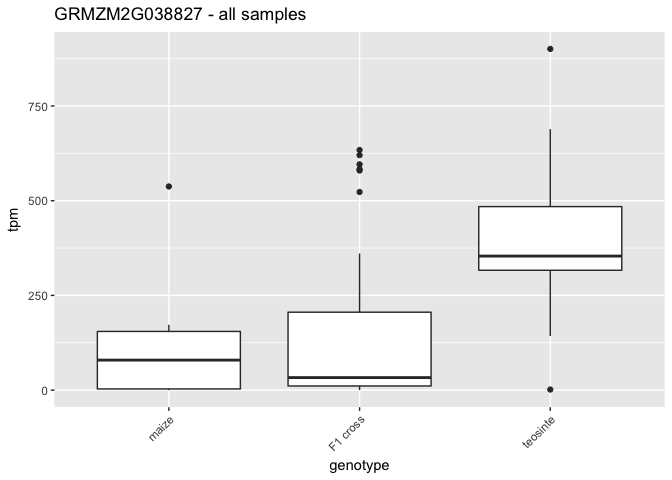 GRMZM2G038827 - all samples
750
500
250
0
tpm
maize
F1 cross
teosinte
genotype